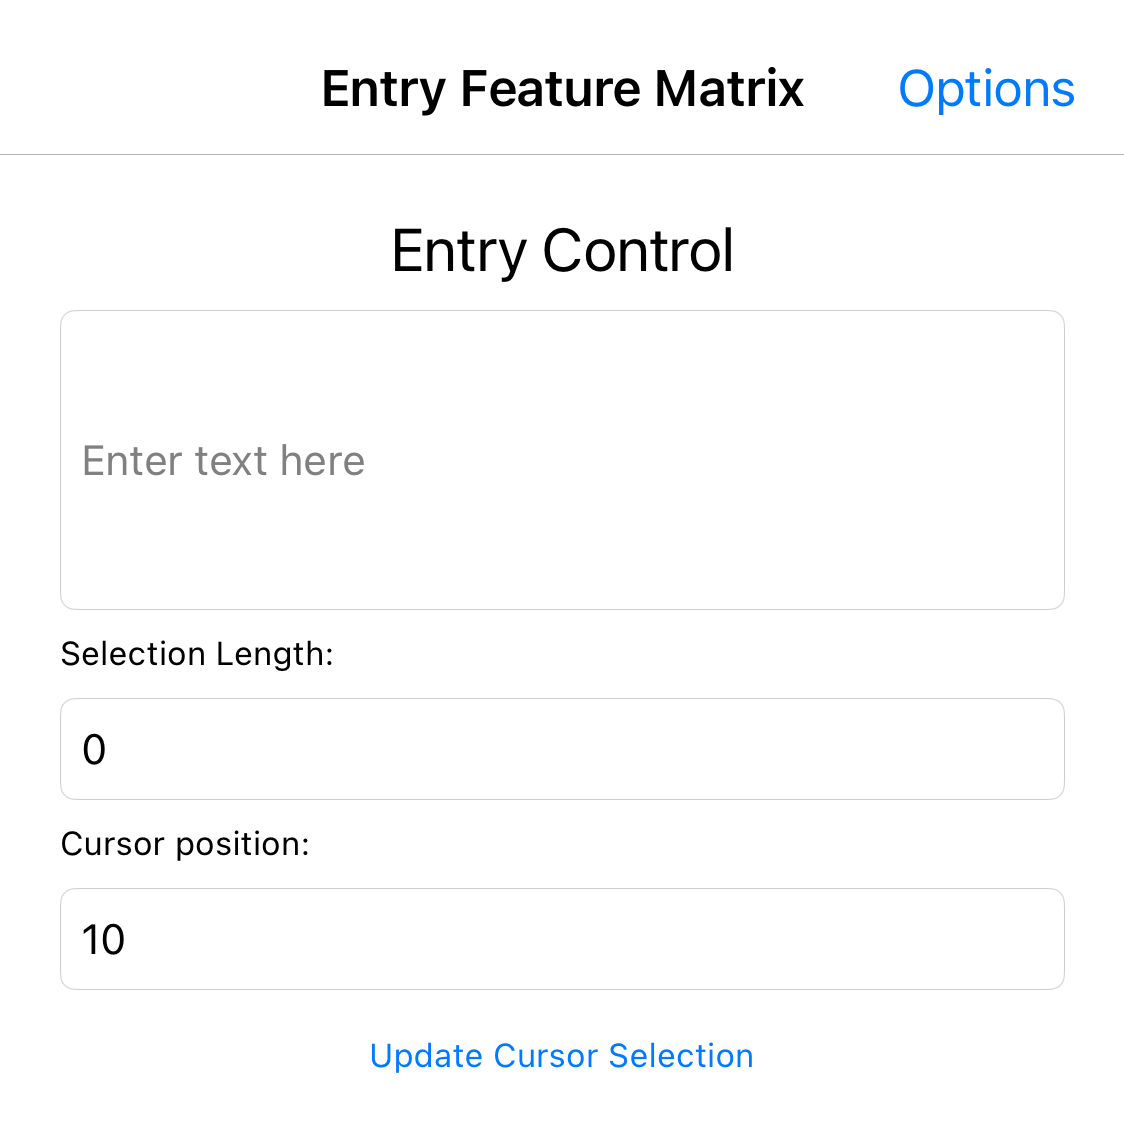 Entry Feature Matrix Options
Entry Control
Enter text here
Selection Length:
0
Cursor position:
10
Update Cursor Selection